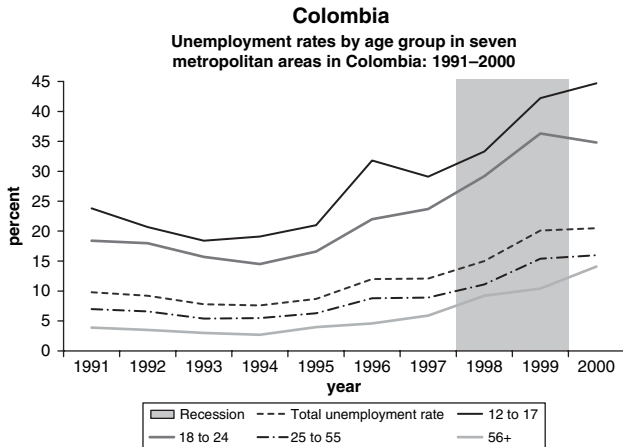 Colombia
Unemployment rates by age group in seven
metropolitan areas in Colombia: 1991–2000
45
40
35
30
25
20
15
10
5
0
percent
1991 1992 1993 1994 1995 1996 1997 1998 1999 2000
year
Recession Total unemployment rate 12 to 17
18 to 24 25 to 55 56+